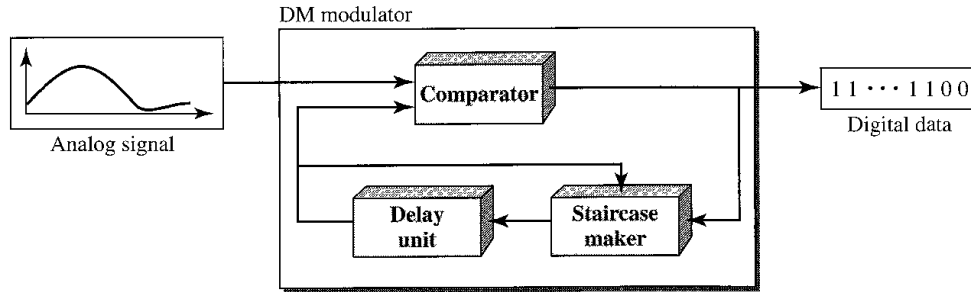 DM modulator
Comparator
11 ··· 1100
Analog signal
Digital data
Delay
unit
Staircase
maker